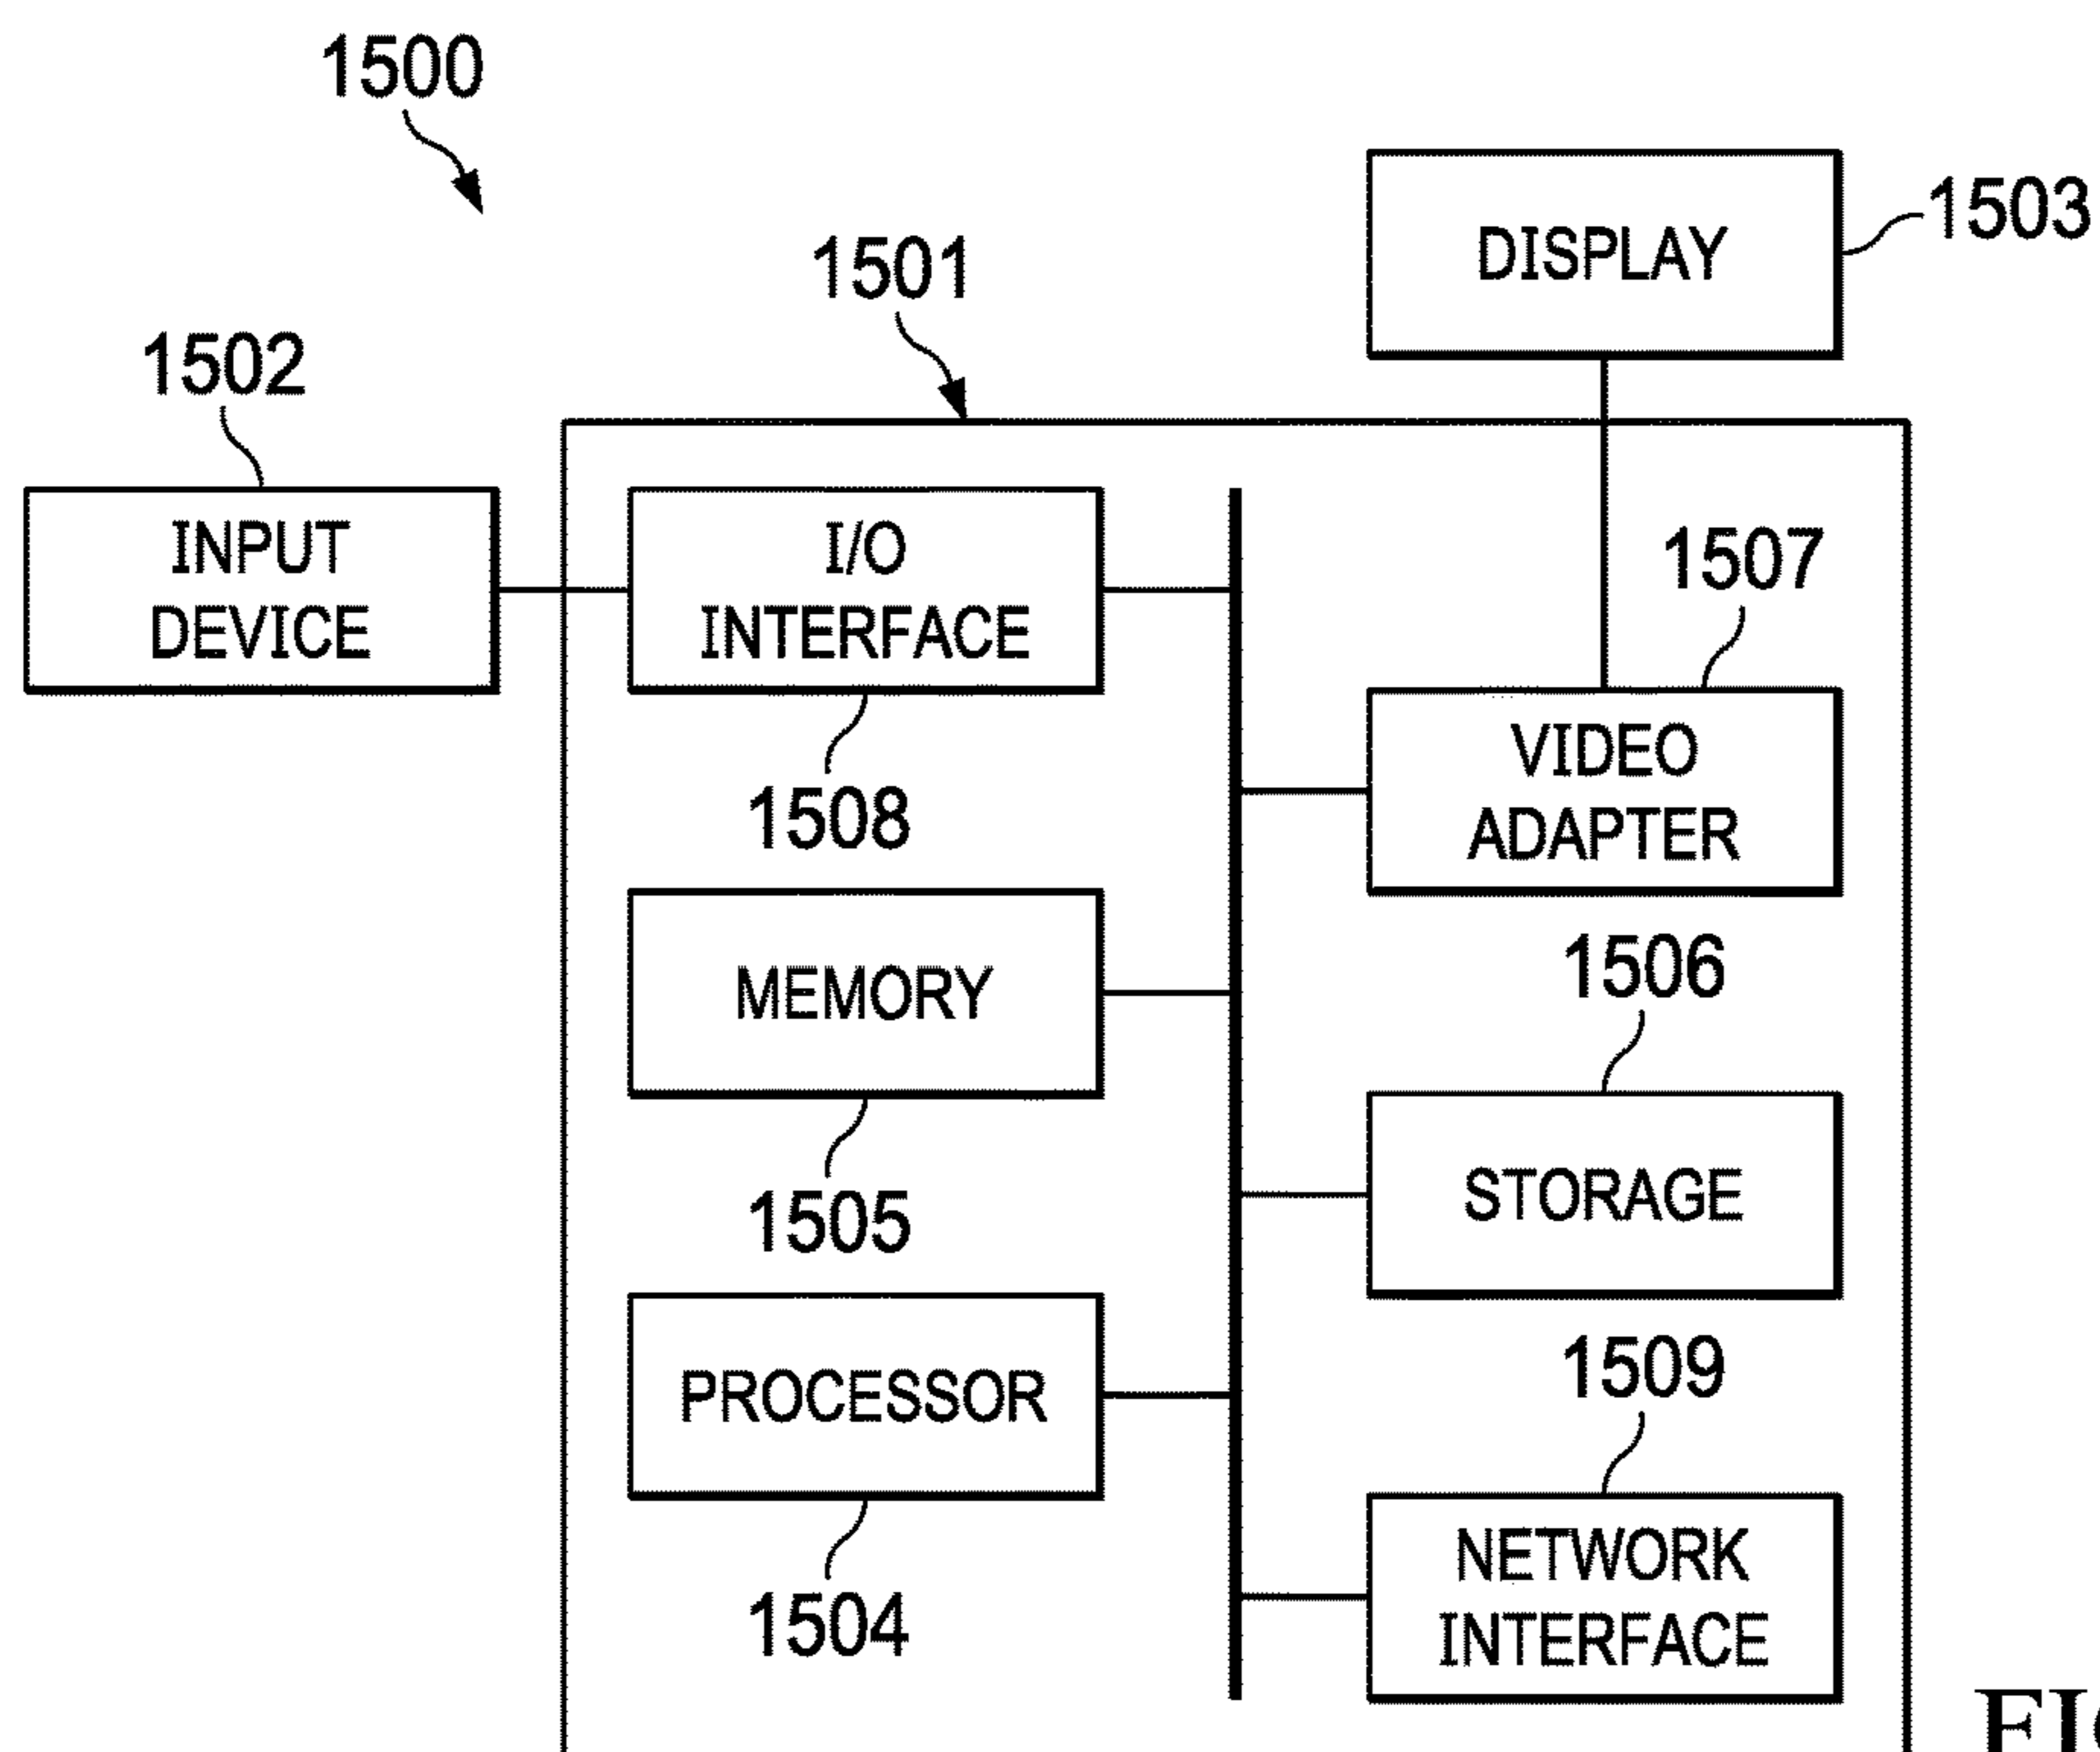 1500
DISPLAY
1503
1501
1502
INPUT
DEVICE
I/O
INTERFACE
1507
1508
VIDEO
ADAPTER
MEMORY
1506
1505
STORAGE
PROCESSOR
1509
1504
NETWORK
INTERFACE